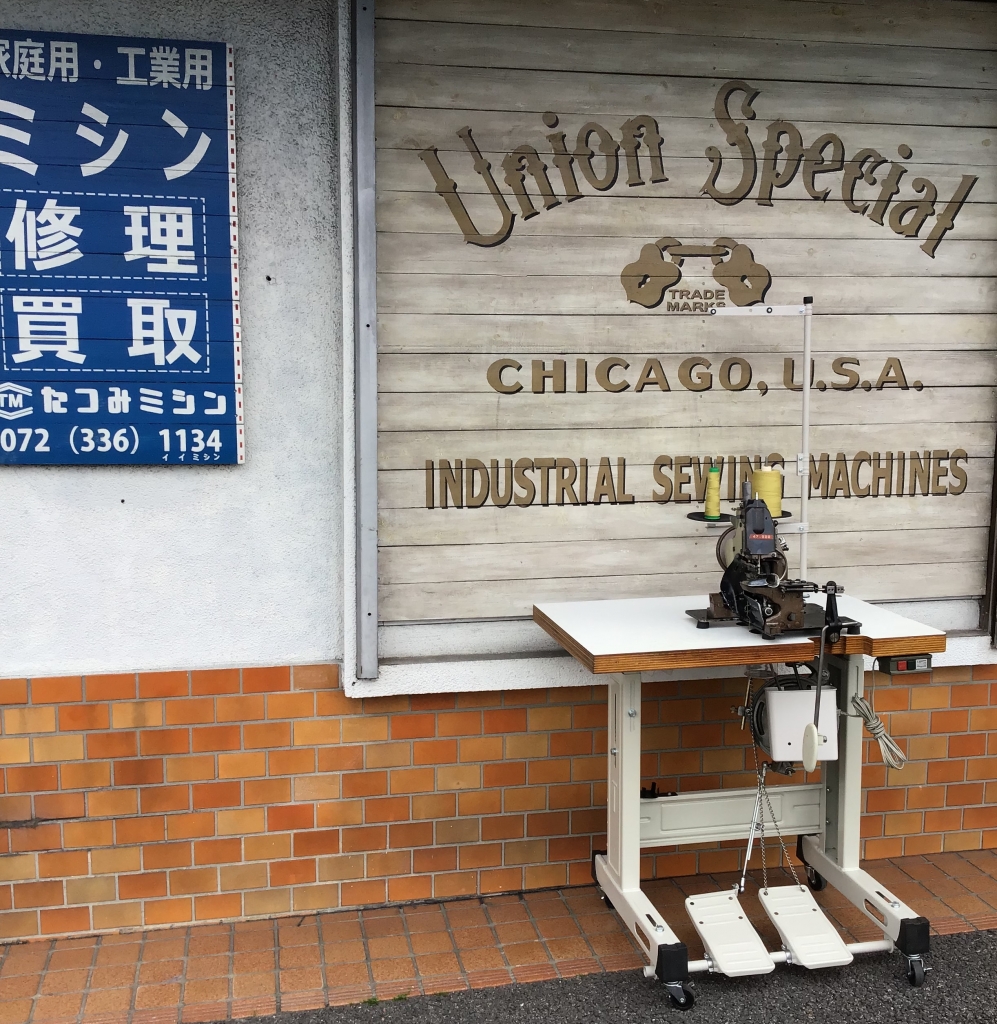 家庭用・工業用
ミシン
修理
買取
TM たつみミシン
072（336）1134
イイミシン
Union Special
TRADE
MARKS
CHICAGO, U.S.A.
INDUSTRIAL SEWING MACHINES